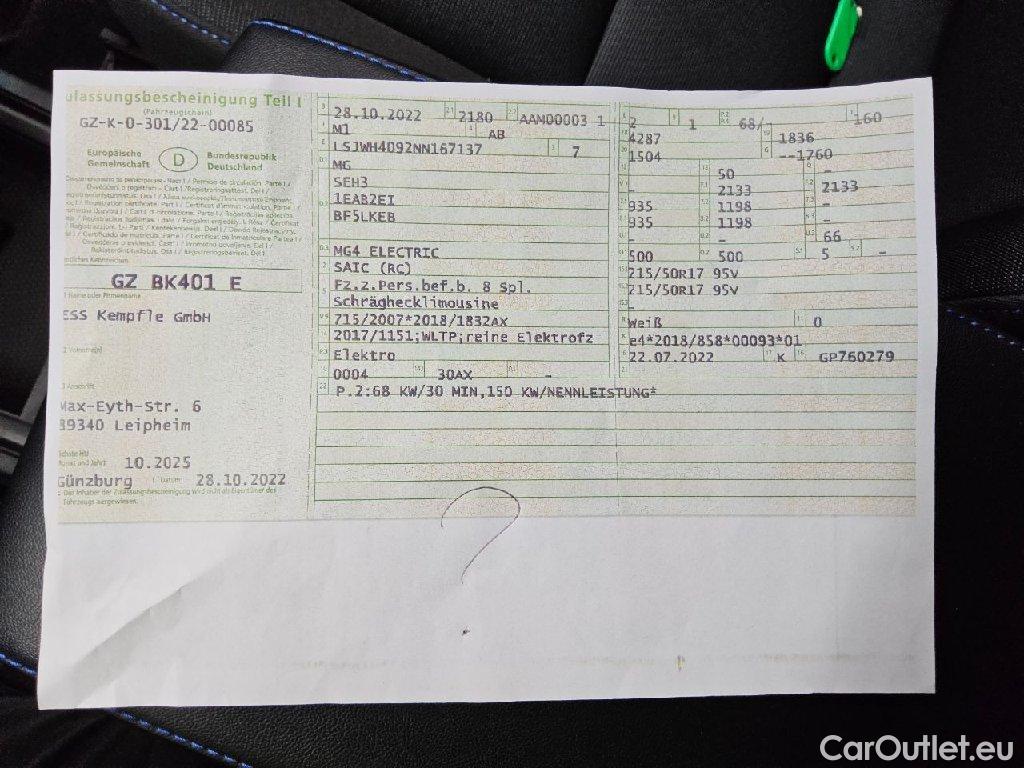 ulassungsbescheinigung Teil I
(Fahrzeugschein)
GZ-K-0-301/22-00085
Europäische Gemeinschaft
D
Bundesrepublik Deutschland
GZ BK401 E
ESS Kempfle GmbH
Max-Eyth-Str. 6
89340 Leipheim
10.2025
Günzburg 28.10.2022
28.10.2022 2180 AAM00003 1
M1 AB
LSJWH4092NN167137 7
MG
SEH3
1EAB2EI
BF5LKEB
MG4 ELECTRIC
SAIC (RC)
Fz.z.Pers.bef.b. 8 Spl.
Schräghecklimousine
715/2007*2018/1832AX
2017/1151;WLTP;reine Elektrofz
Elektro
0004 30AX -
P.2:68 KW/30 MIN,150 KW/NENNLEISTUNG*
2 1 68/- 160
4287 1836
1504 --1760
- 50 -
- 2133 2133
935 1198 -
935 1198 -
- - 66
500 500 5 -
215/50R17 95V
215/50R17 95V
-
Weiß 0
e4*2018/858*00093*01
22.07.2022 K GP760279
?
CarOutlet.eu